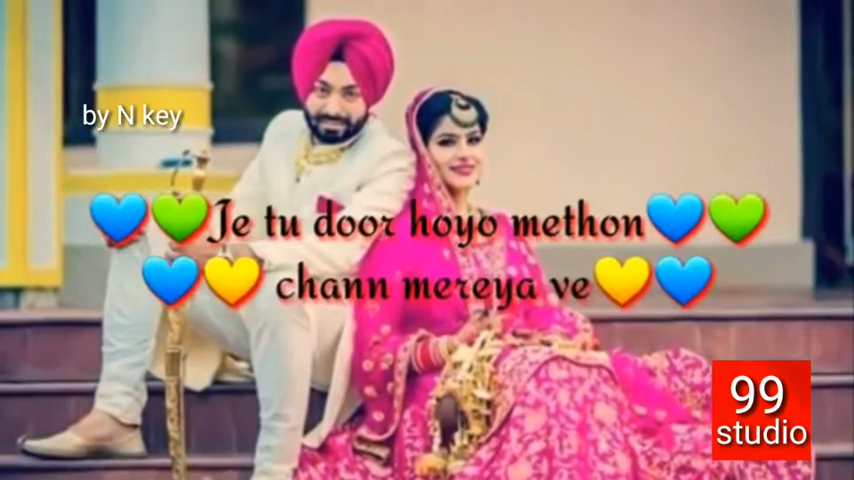 by N key
💙💚Je tu door hoyo methon💙💚
💙💛 chann mereya ve💛💙
99
studio